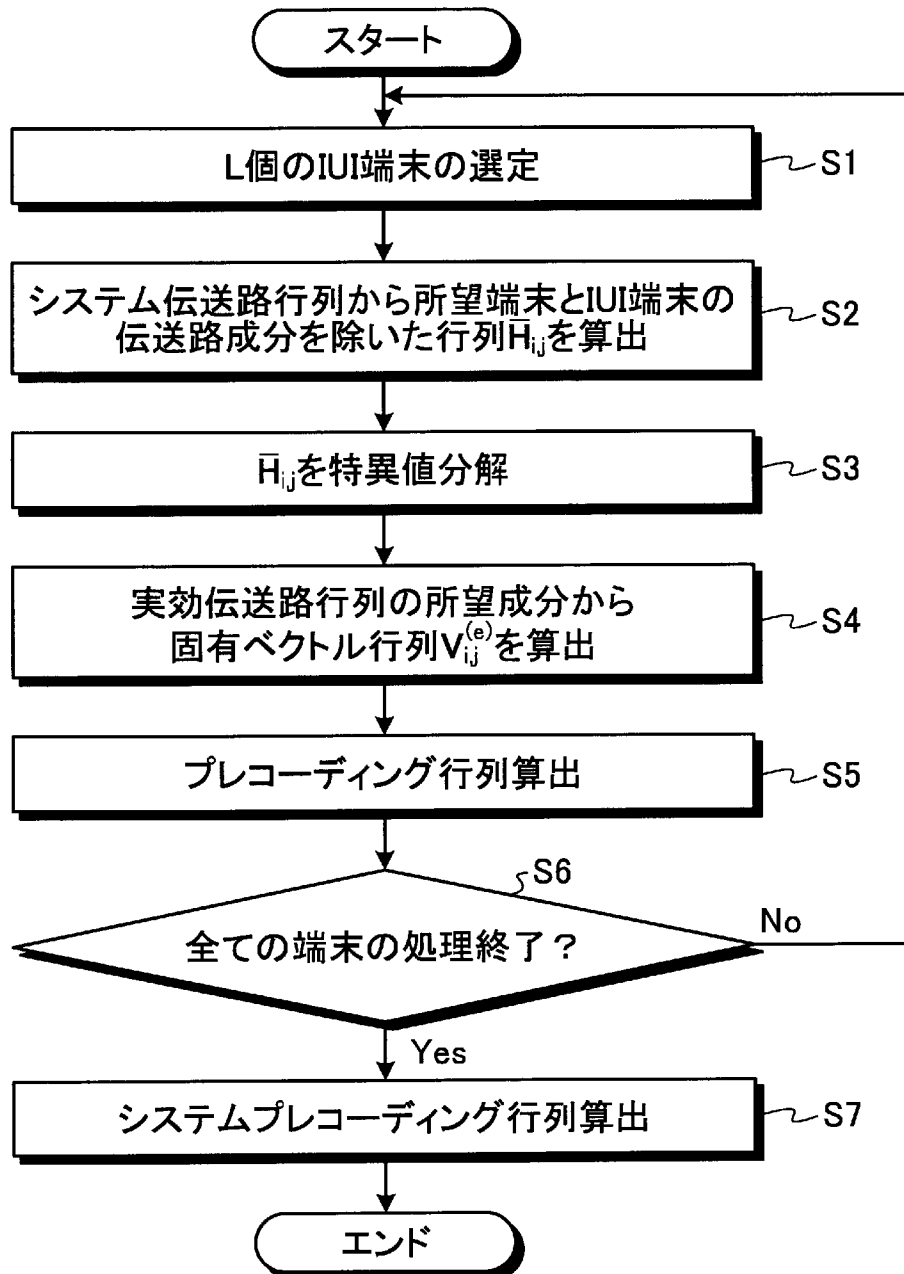 スタート
L個のIUI端末の選定
S1
システム伝送路行列から所望端末とIUI端末の
伝送路成分を除いた行列H̅ijを算出
S2
H̅ijを特異値分解
S3
実効伝送路行列の所望成分から
固有ベクトル行列Vij(e)を算出
S4
プレコーディング行列算出
S5
S6
全ての端末の処理終了?
No
Yes
システムプレコーディング行列算出
S7
エンド